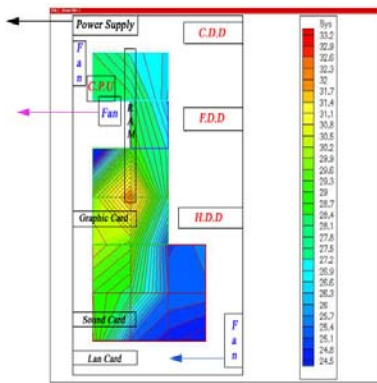 Power Supply
C.D.D
Fan
C.P.U
Fan
RAM
F.D.D
Graphic Card
H.D.D
Sound Card
Lan Card
Fan
Sys
33.2
32.9
32.6
32.3
32
31.7
31.4
31.1
30.8
30.5
30.2
29.9
29.6
29.3
29
28.7
28.4
28.1
27.8
27.5
27.2
26.9
26.6
26.3
26
25.7
25.4
25.1
24.8
24.5